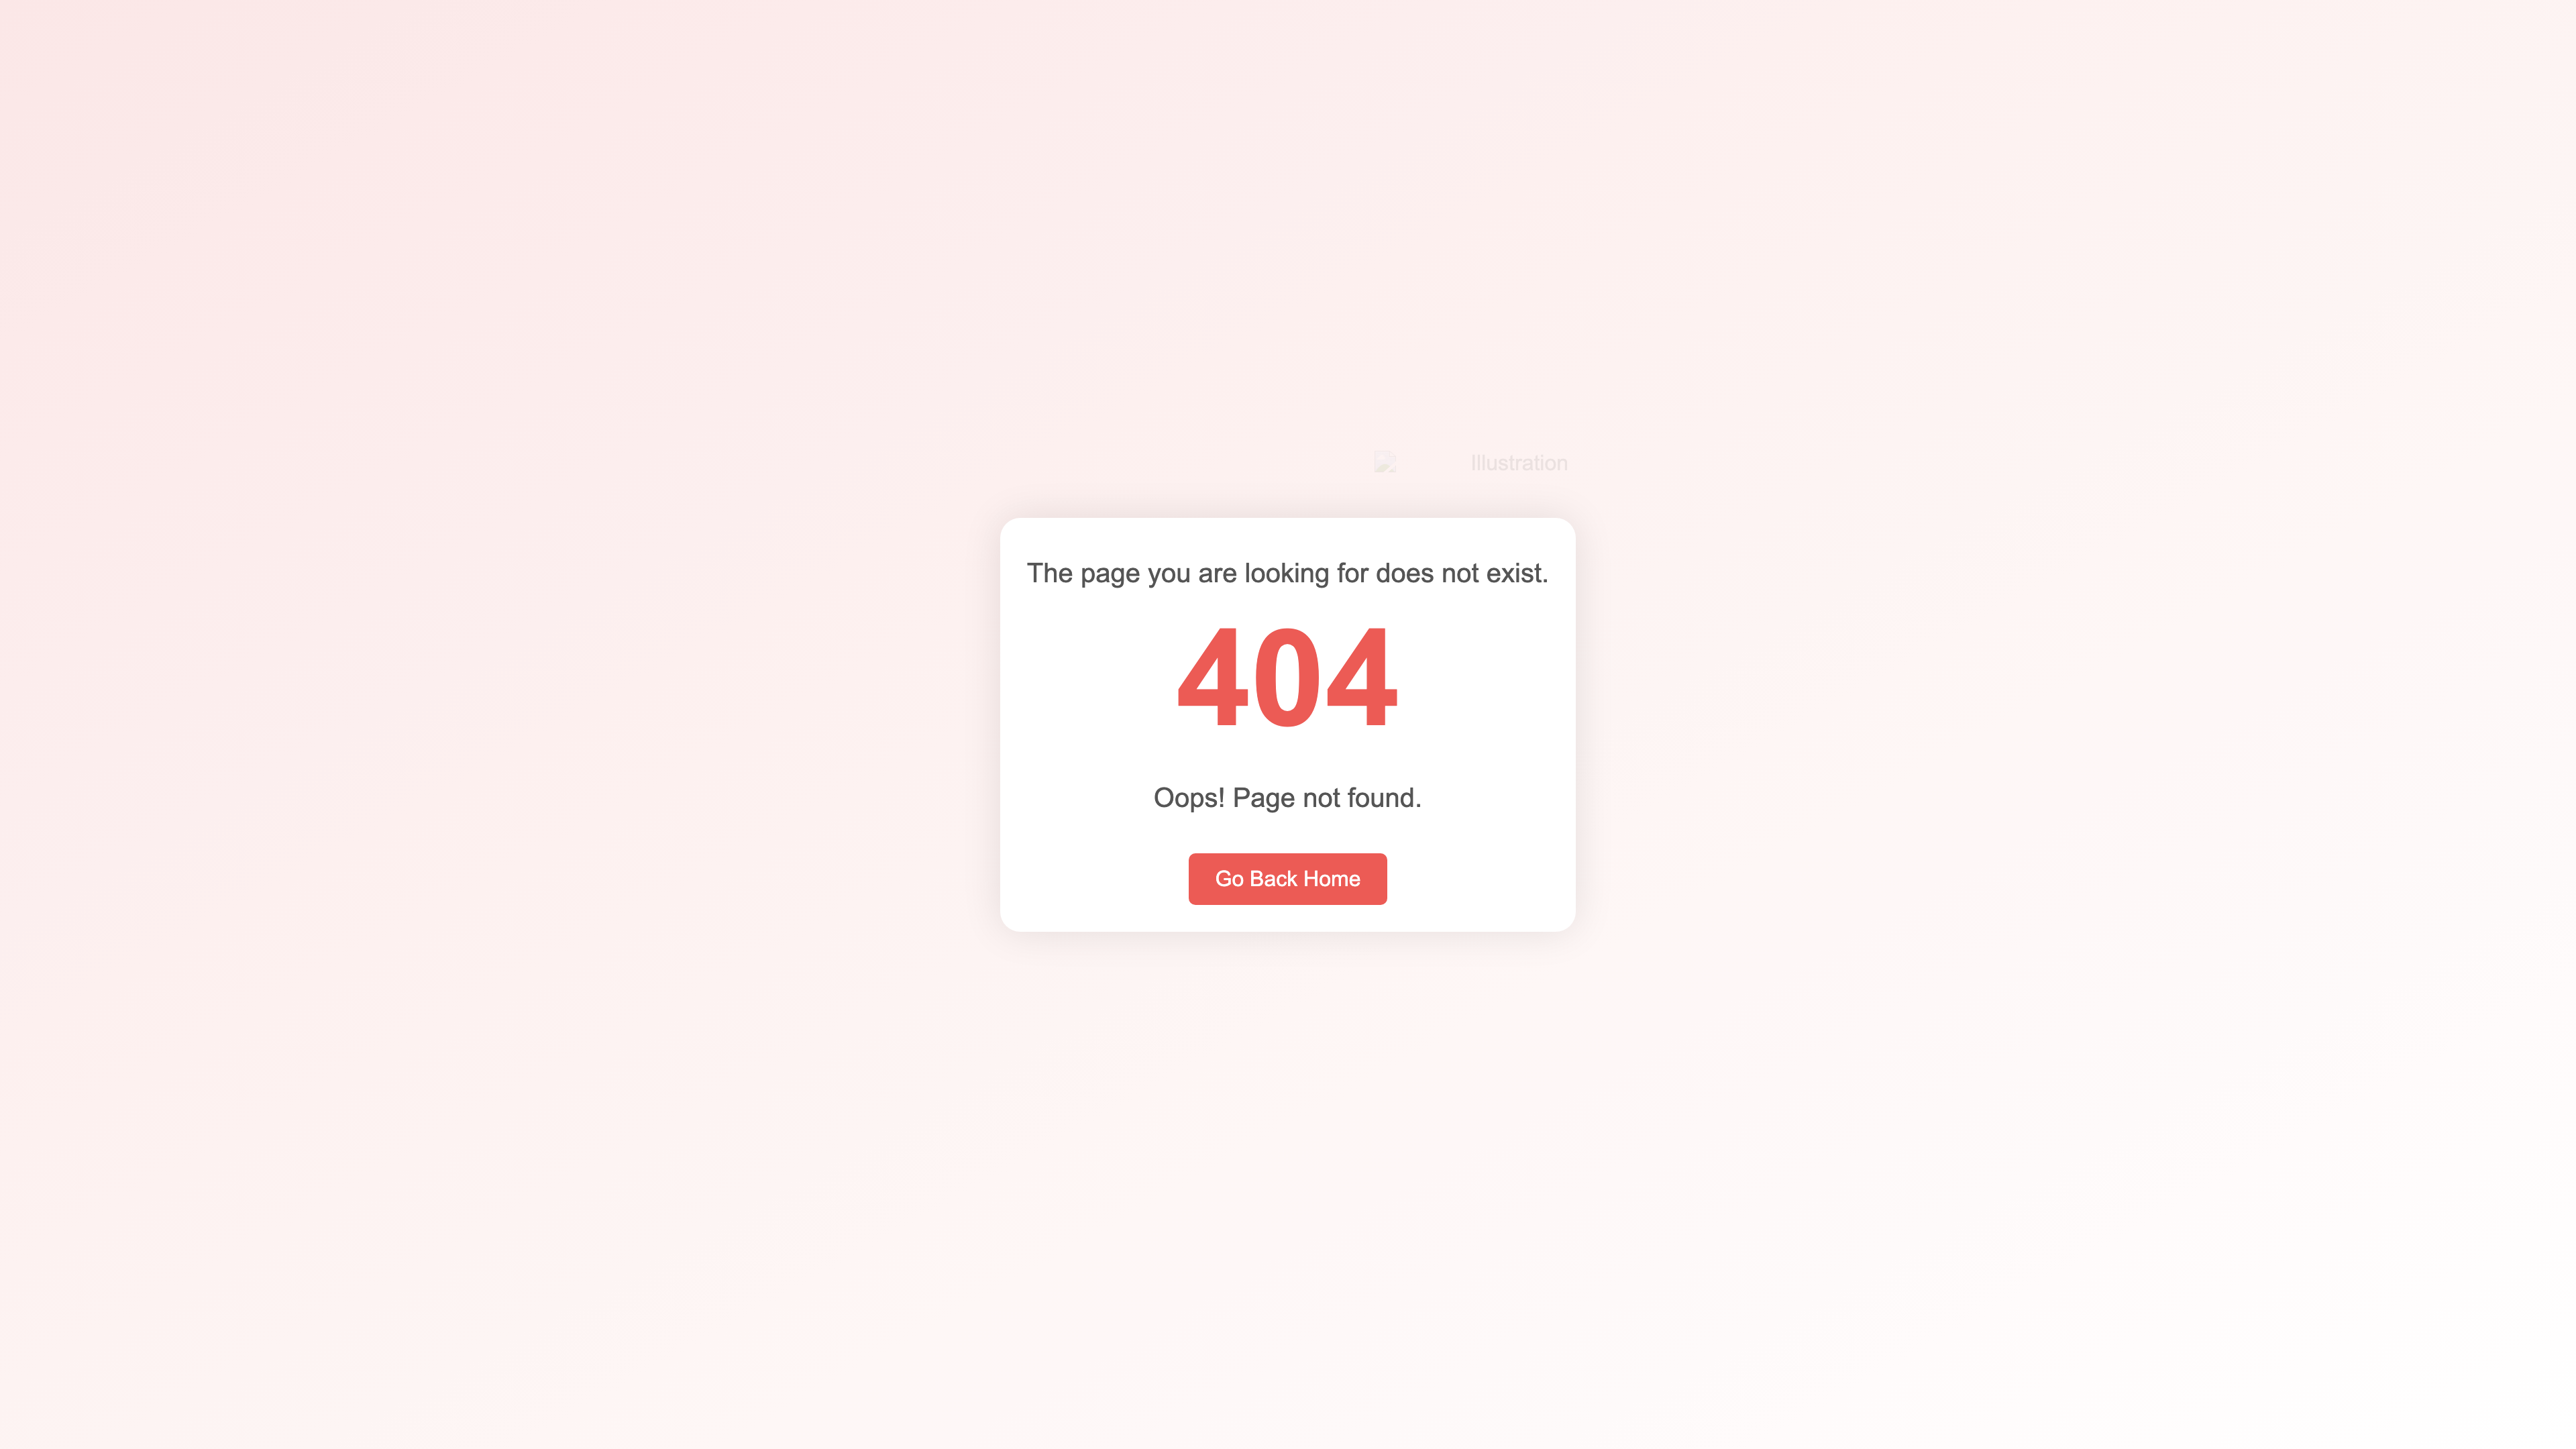 Illustration
The page you are looking for does not exist.
404
Oops! Page not found.
Go Back Home